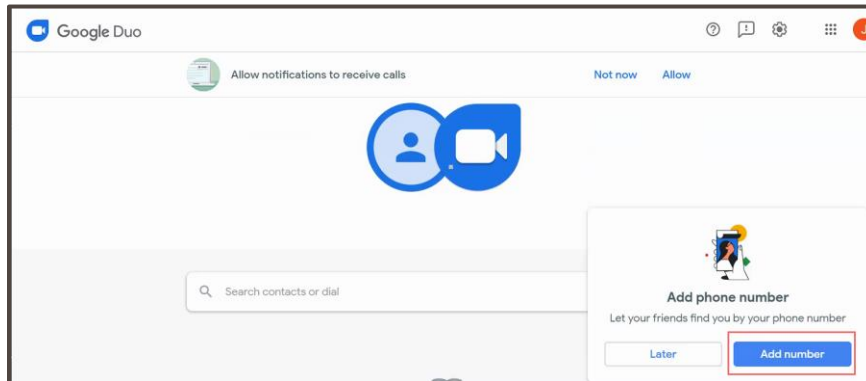 Google Duo
Allow notifications to receive calls Not now Allow
Search contacts or dial
Add phone number
Let your friends find you by your phone number
Later Add number